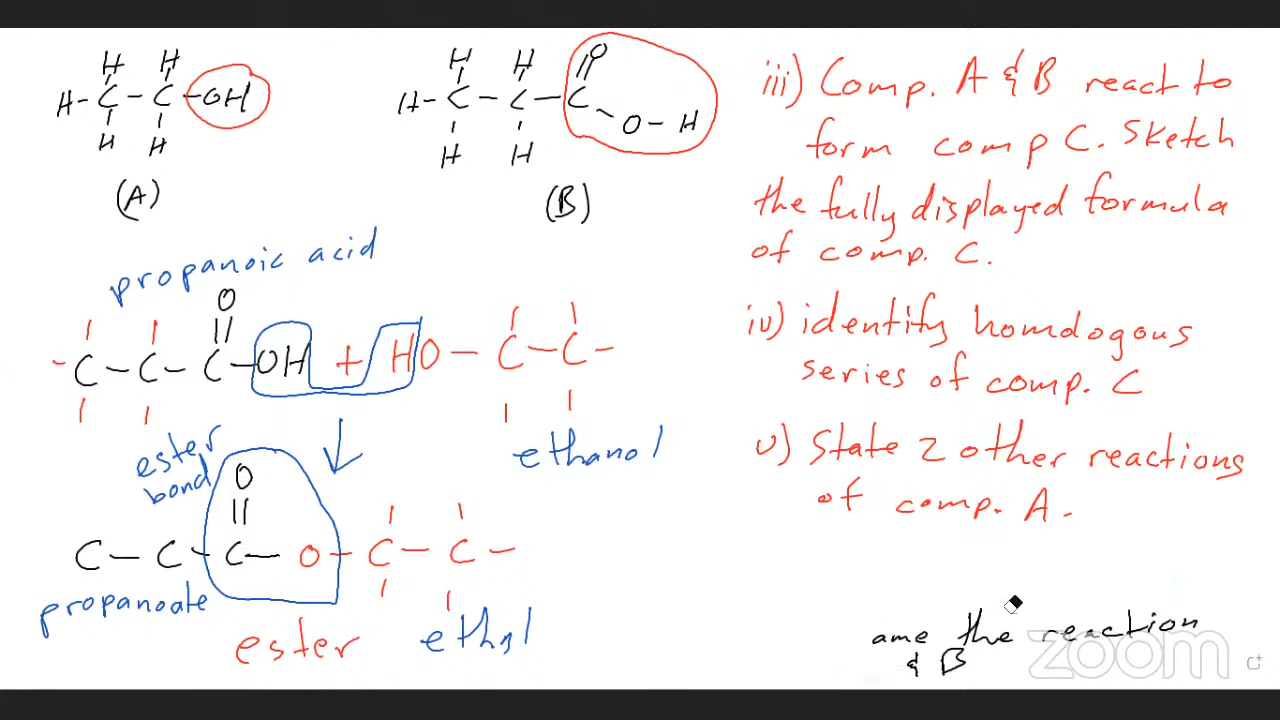 H H
H - C - C - OH
H H
(A)
H H O
H - C - C - C
O - H
H H
(B)
propanoic acid
O
- C - C - C - OH + HO - C - C -
ester
bond
ethanol
O
C - C - C - O - C - C -
propanoate
ester
ethyl
iii) Comp. A & B react to
form comp C. Sketch
the fully displayed formula
of comp. C.
iv) identify homologous
series of comp. C
v) State 2 other reactions
of comp. A.
ame the reaction
& B
zoom